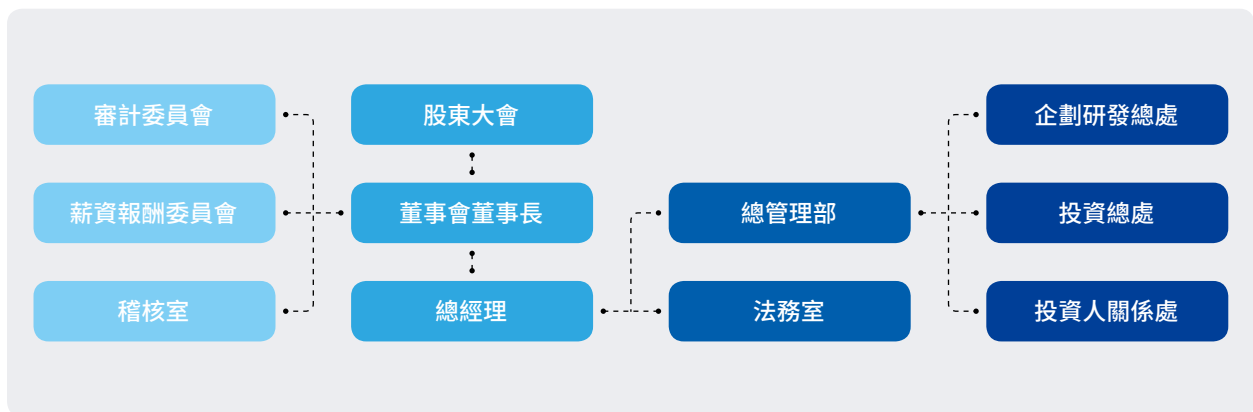 審計委員會
股東大會
企劃研發總處
薪資報酬委員會
董事會董事長
總管理部
投資總處
稽核室
總經理
法務室
投資人關係處